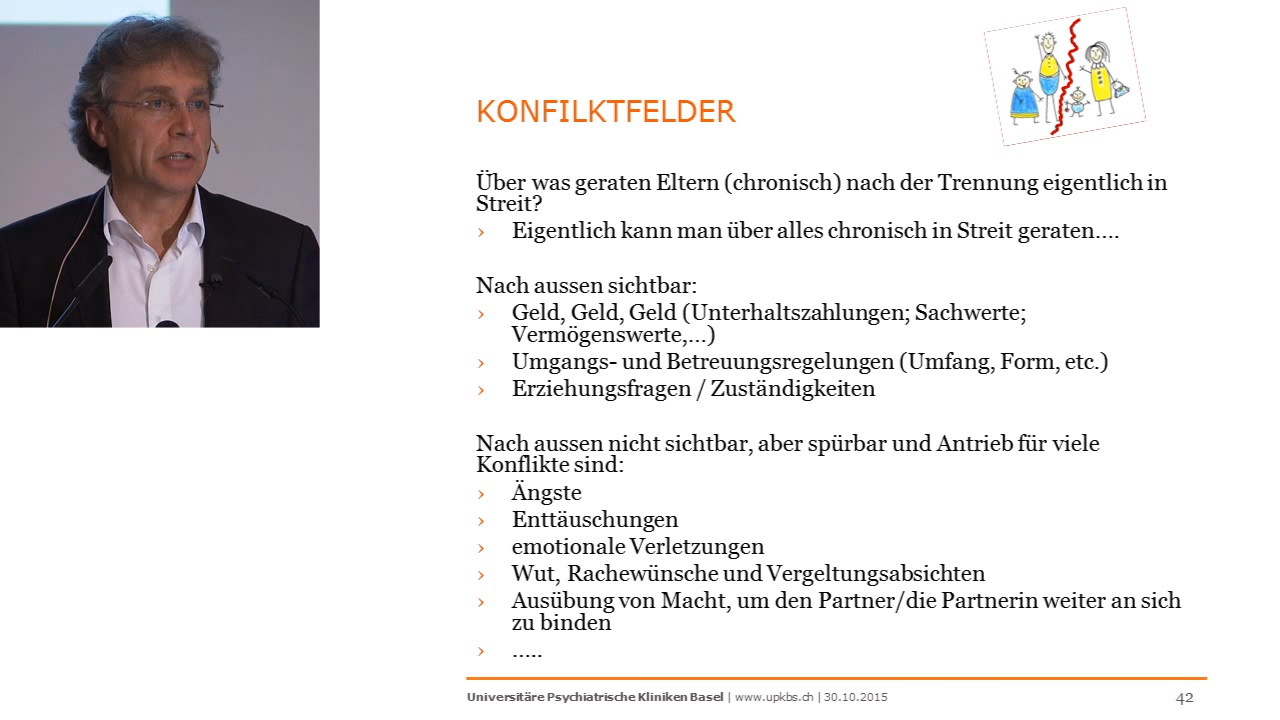 KONFILKTFELDER
Über was geraten Eltern (chronisch) nach der Trennung eigentlich in
Streit?
› Eigentlich kann man über alles chronisch in Streit geraten....
Nach aussen sichtbar:
› Geld, Geld, Geld (Unterhaltszahlungen; Sachwerte;
Vermögenswerte,...)
› Umgangs- und Betreuungsregelungen (Umfang, Form, etc.)
› Erziehungsfragen / Zuständigkeiten
Nach aussen nicht sichtbar, aber spürbar und Antrieb für viele
Konflikte sind:
› Ängste
› Enttäuschungen
› emotionale Verletzungen
› Wut, Rachewünsche und Vergeltungsabsichten
› Ausübung von Macht, um den Partner/die Partnerin weiter an sich
zu binden
› .....
Universitäre Psychiatrische Kliniken Basel | www.upkbs.ch | 30.10.2015 42